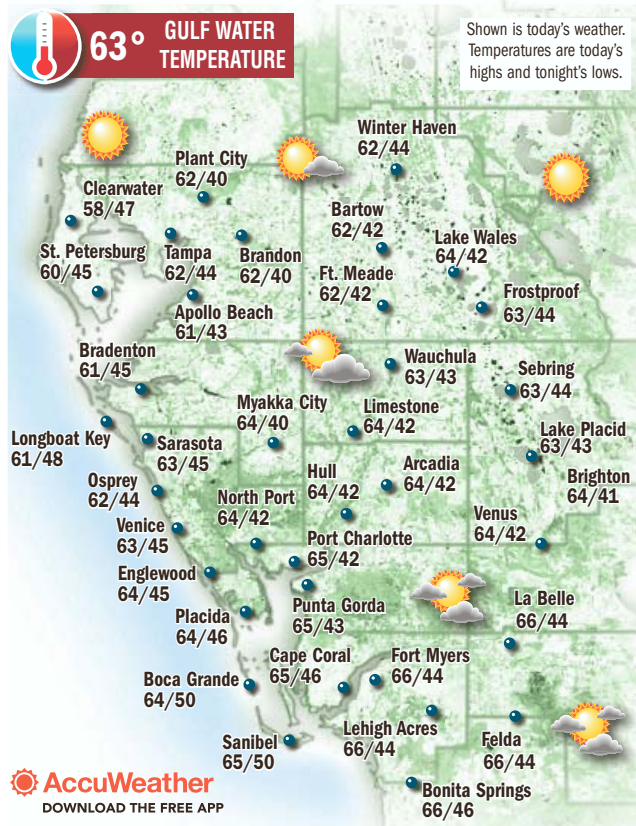 63° GULF WATER
TEMPERATURE
Shown is today's weather.
Temperatures are today's
highs and tonight's lows.
Winter Haven
62/44
Plant City
62/40
Clearwater
58/47
Bartow
62/42
Lake Wales
64/42
St. Petersburg
60/45
Tampa
62/44
Brandon
62/40
Ft. Meade
62/42
Frostproof
63/44
Apollo Beach
61/43
Bradenton
61/45
Wauchula
63/43
Sebring
63/44
Myakka City
64/40
Limestone
64/42
Longboat Key
61/48
Sarasota
63/45
Lake Placid
63/43
Osprey
62/44
Hull
64/42
Arcadia
64/42
Brighton
64/41
North Port
64/42
Venus
64/42
Venice
63/45
Port Charlotte
65/42
Englewood
64/45
Punta Gorda
65/43
La Belle
66/44
Placida
64/46
Cape Coral
65/46
Fort Myers
66/44
Boca Grande
64/50
Lehigh Acres
66/44
Felda
66/44
Sanibel
65/50
Bonita Springs
66/46
AccuWeather
DOWNLOAD THE FREE APP